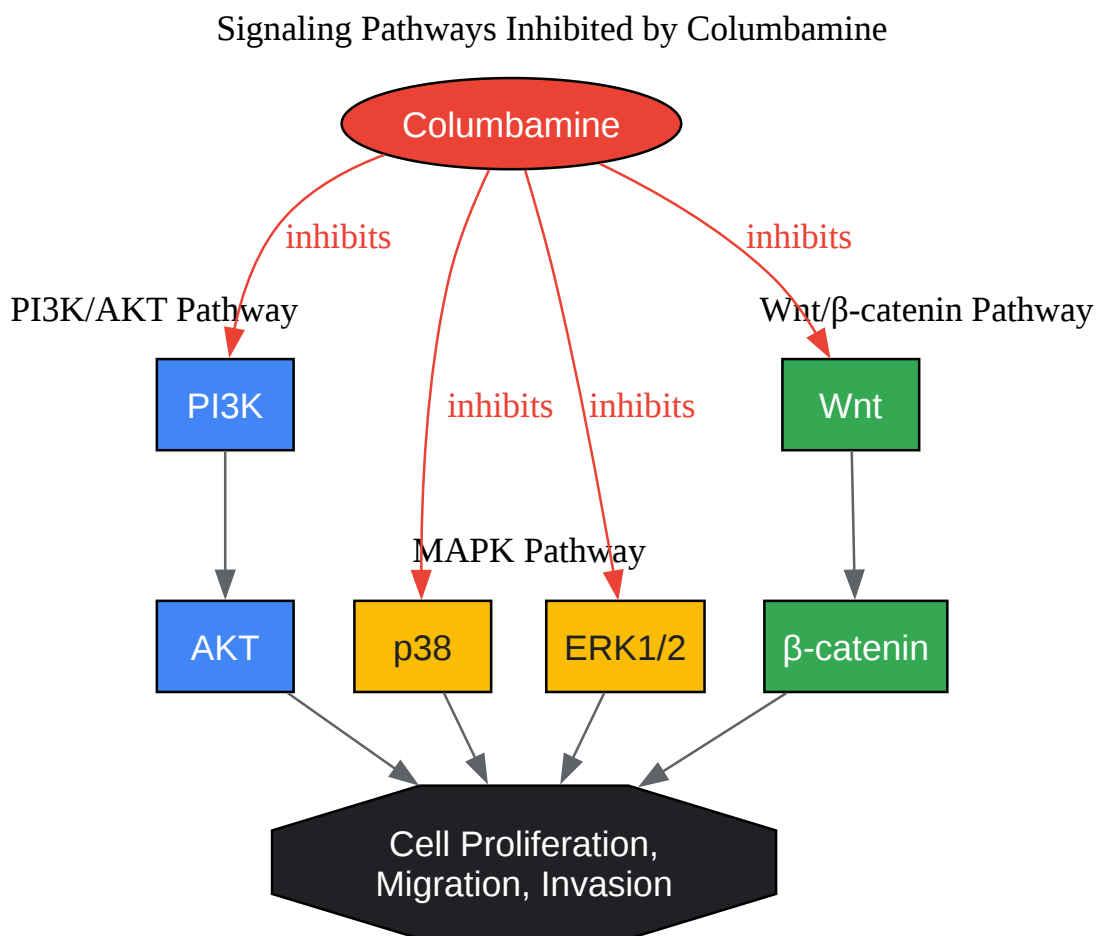 Signaling Pathways Inhibited by Columbamine
Columbamine
inhibits
inhibits
PI3K/AKT Pathway
Wnt/β-catenin Pathway
PI3K
inhibits
inhibits
Wnt
MAPK Pathway
AKT
p38
ERK1/2
β-catenin
Cell Proliferation,
Migration, Invasion